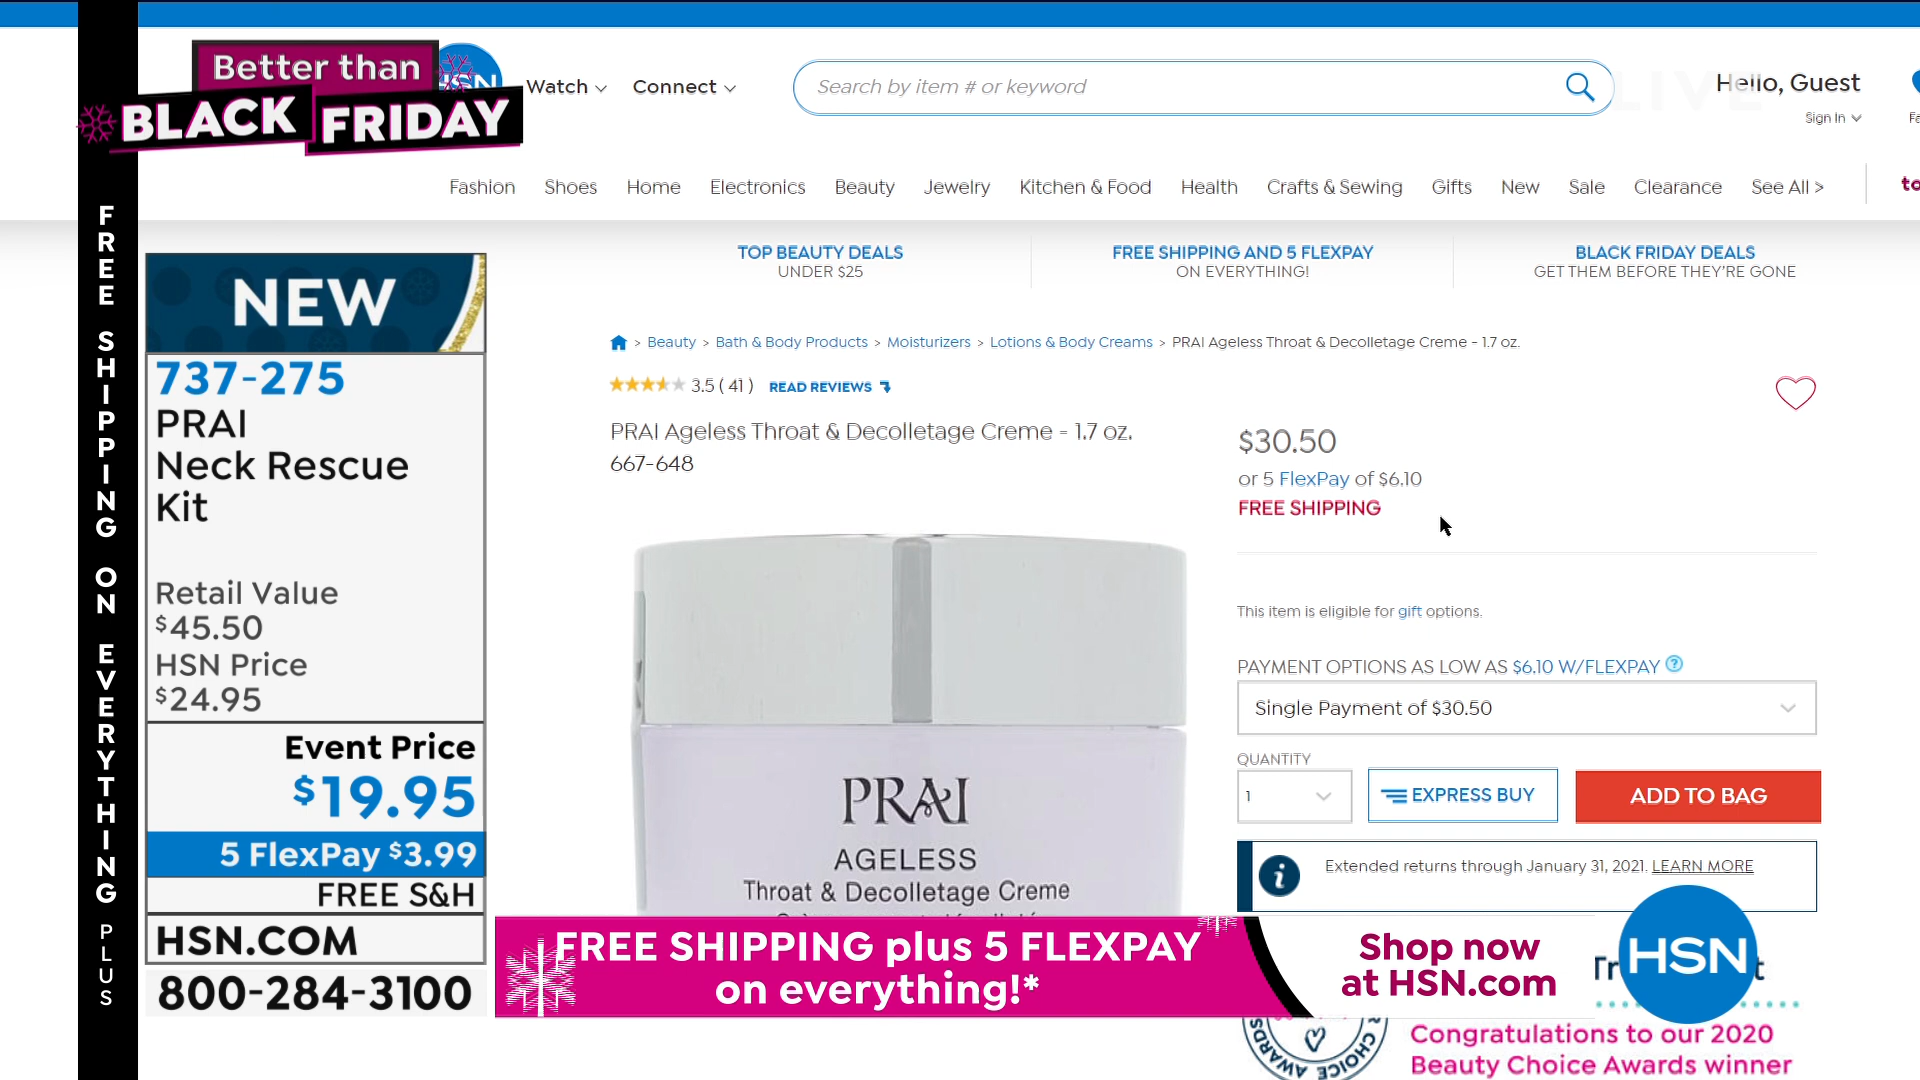 Better than
BLACK FRIDAY
HSN
Watch
Connect
Search by item # or keyword
LIVE
Hello, Guest
Sign In
Fashion Shoes Home Electronics Beauty Jewelry Kitchen & Food Health Crafts & Sewing Gifts New Sale Clearance See All >
FREE SHIPPING ON EVERYTHING PLUS
TOP BEAUTY DEALS
UNDER $25
FREE SHIPPING AND 5 FLEXPAY
ON EVERYTHING!
BLACK FRIDAY DEALS
GET THEM BEFORE THEY'RE GONE
NEW
737-275
PRAI
Neck Rescue
Kit
Retail Value
$45.50
HSN Price
$24.95
Event Price
$19.95
5 FlexPay $3.99
FREE S&H
HSN.COM
800-284-3100
> Beauty > Bath & Body Products > Moisturizers > Lotions & Body Creams > PRAI Ageless Throat & Decolletage Creme - 1.7 oz.
3.5 ( 41 ) READ REVIEWS
PRAI Ageless Throat & Decolletage Creme - 1.7 oz.
667-648
$30.50
or 5 FlexPay of $6.10
FREE SHIPPING
This item is eligible for gift options.
PAYMENT OPTIONS AS LOW AS $6.10 W/FLEXPAY ?
Single Payment of $30.50
QUANTITY
1
EXPRESS BUY
ADD TO BAG
i
Extended returns through January 31, 2021. LEARN MORE
PRAI
AGELESS
Throat & Decolletage Creme
FREE SHIPPING plus 5 FLEXPAY
on everything!*
Shop now
at HSN.com
HSN
CHOICE AWARDS
Congratulations to our 2020
Beauty Choice Awards winner